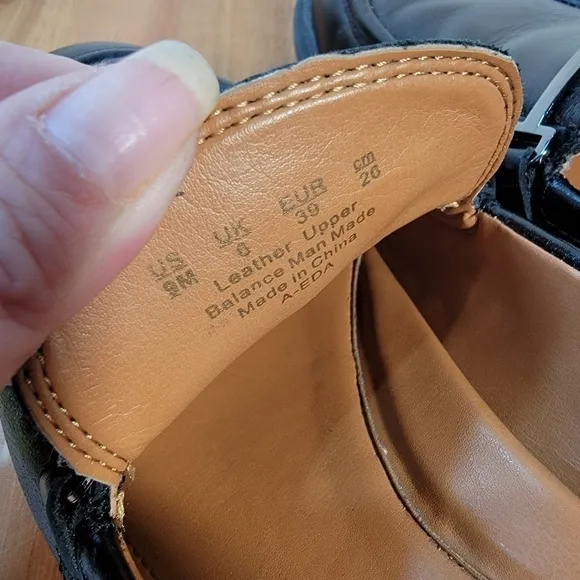 US UK EUR cm
9M 6 39 26
Leather Upper
Balance Man Made
Made in China
A-EDA